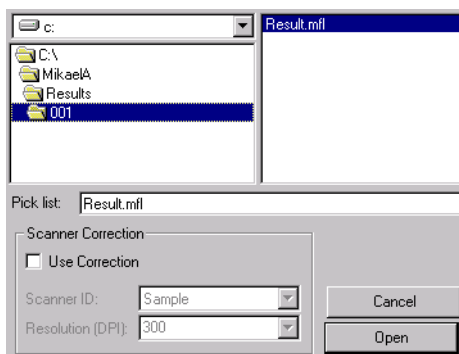 c:
Result.mfl
C:\
MikaelA
Results
001
Pick list: Result.mfl
Scanner Correction
Use Correction
Scanner ID: Sample
Cancel
Resolution (DPI): 300
Open